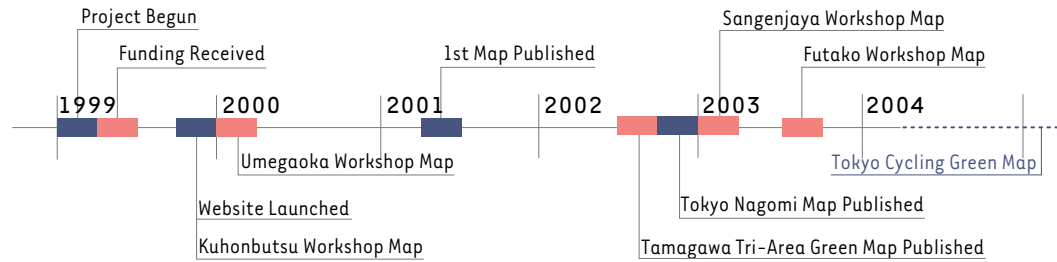 Project Begun
Sangenjaya Workshop Map
Funding Received
1st Map Published
Futako Workshop Map
1999
2000
2001
2002
2003
2004
Umegaoka Workshop Map
Tokyo Cycling Green Map
Website Launched
Tokyo Nagomi Map Published
Kuhonbutsu Workshop Map
Tamagawa Tri-Area Green Map Published